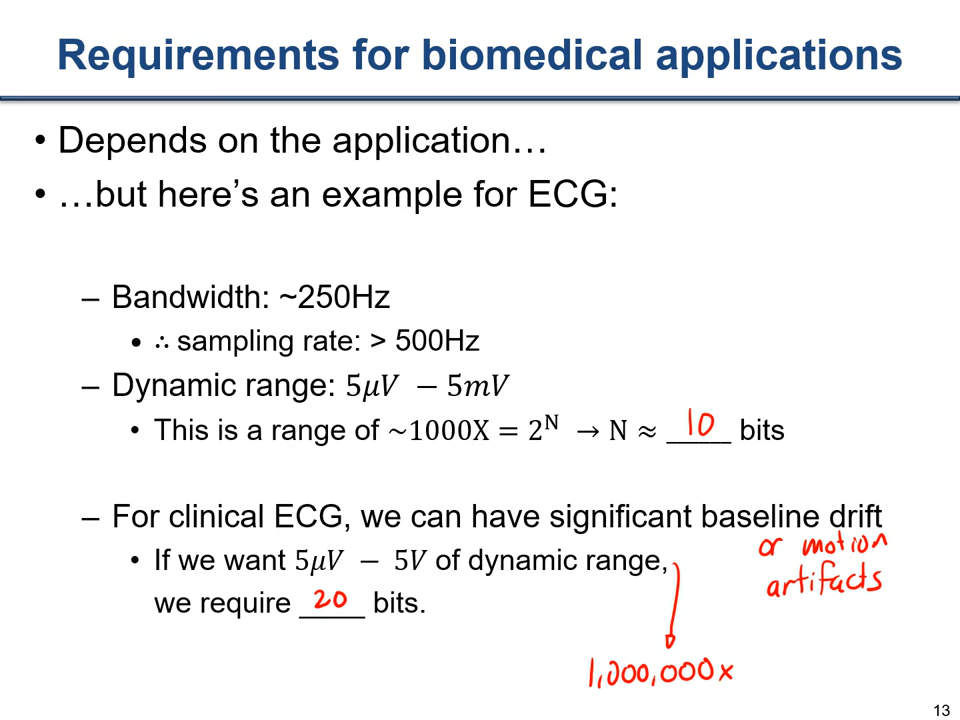 Requirements for biomedical applications
• Depends on the application…
• …but here’s an example for ECG:
– Bandwidth: ~250Hz
• ∴ sampling rate: > 500Hz
– Dynamic range: 5μV − 5mV
• This is a range of ~1000X = 2^N → N ≈ 10 bits
– For clinical ECG, we can have significant baseline drift
or motion
artifacts
• If we want 5μV − 5V of dynamic range,
we require 20 bits.
1,000,000x
13